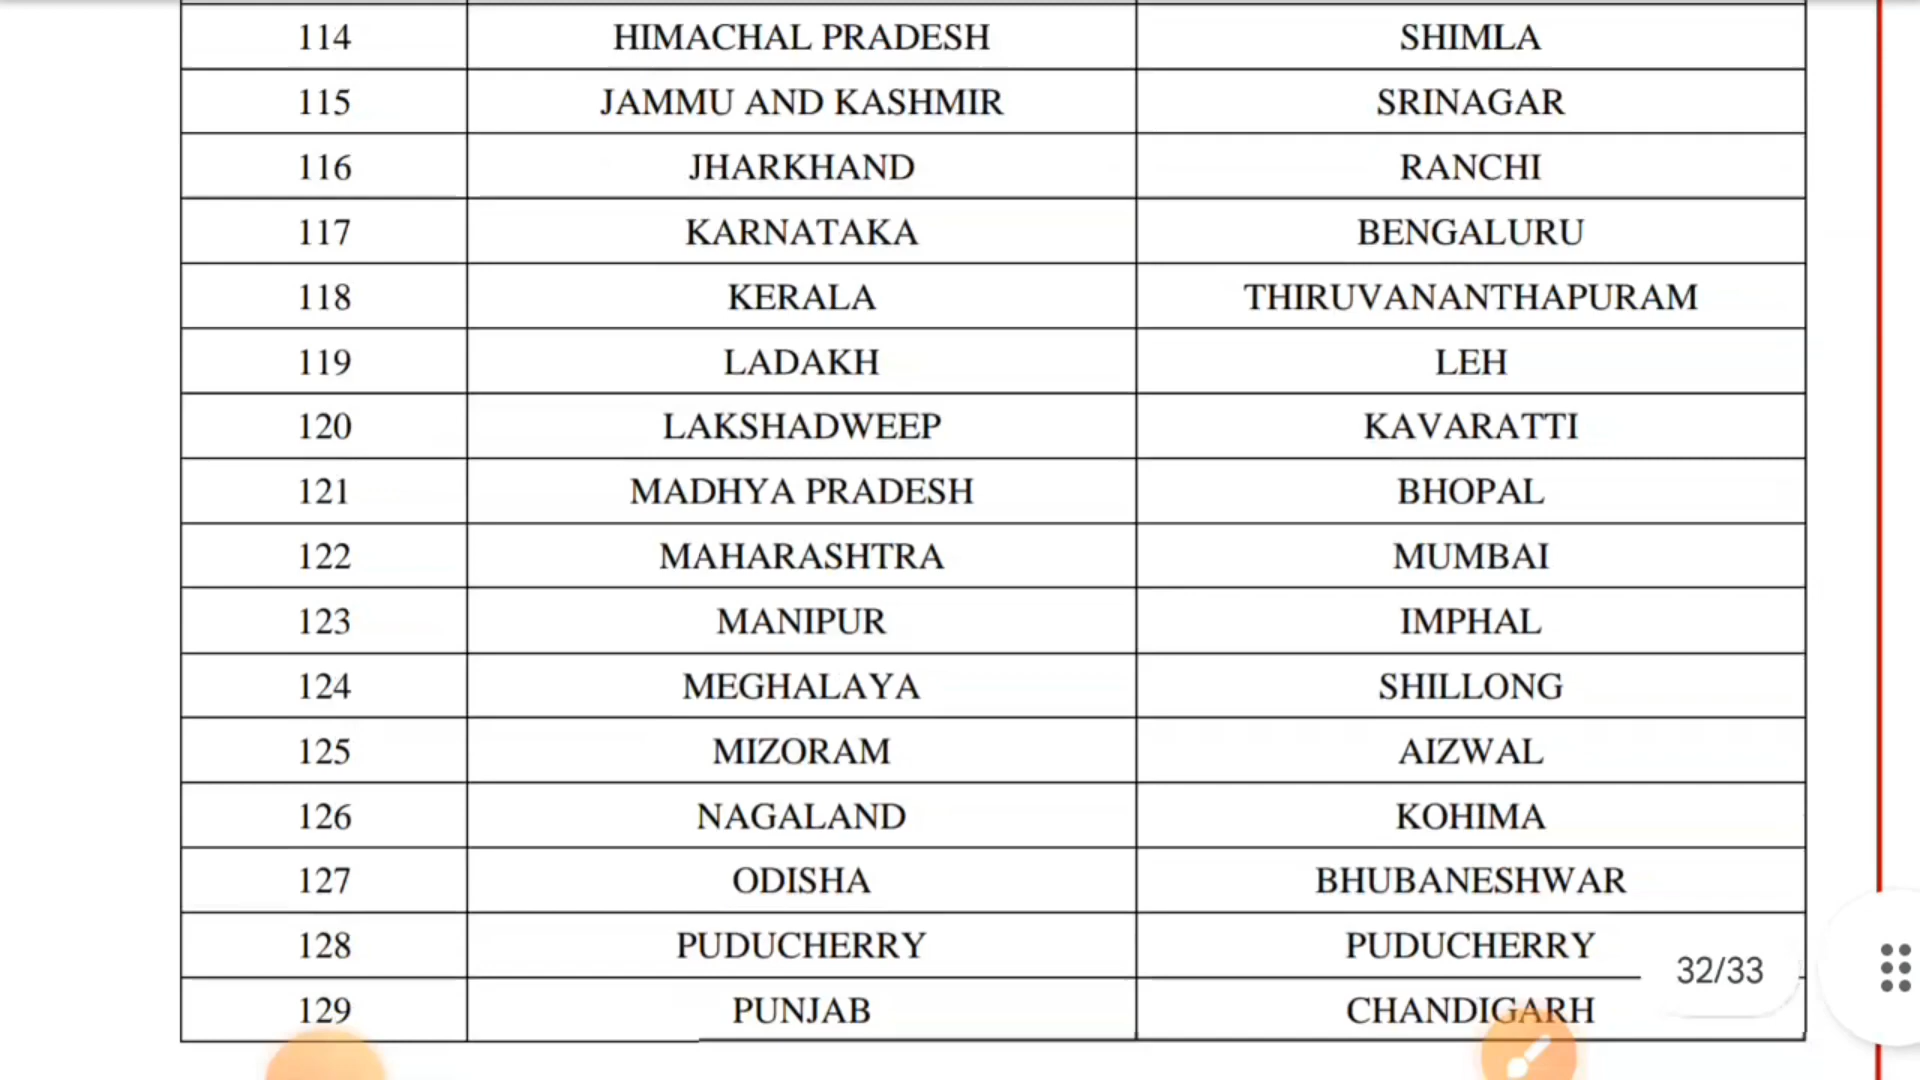 114 HIMACHAL PRADESH SHIMLA
115 JAMMU AND KASHMIR SRINAGAR
116 JHARKHAND RANCHI
117 KARNATAKA BENGALURU
118 KERALA THIRUVANANTHAPURAM
119 LADAKH LEH
120 LAKSHADWEEP KAVARATTI
121 MADHYA PRADESH BHOPAL
122 MAHARASHTRA MUMBAI
123 MANIPUR IMPHAL
124 MEGHALAYA SHILLONG
125 MIZORAM AIZWAL
126 NAGALAND KOHIMA
127 ODISHA BHUBANESHWAR
128 PUDUCHERRY PUDUCHERRY
32/33
129 PUNJAB CHANDIGARH